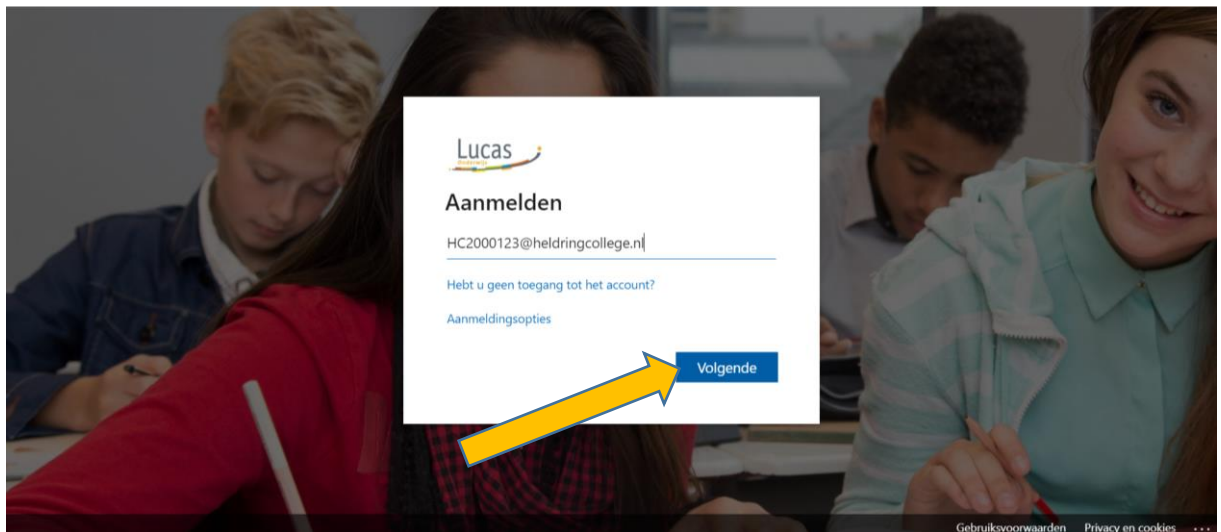 Lucas
Onderwijs
Aanmelden
HC2000123@heldringcollege.nl
Hebt u geen toegang tot het account?
Aanmeldingsopties
Volgende
Gebruiksvoorwaarden Privacy en cookies ...